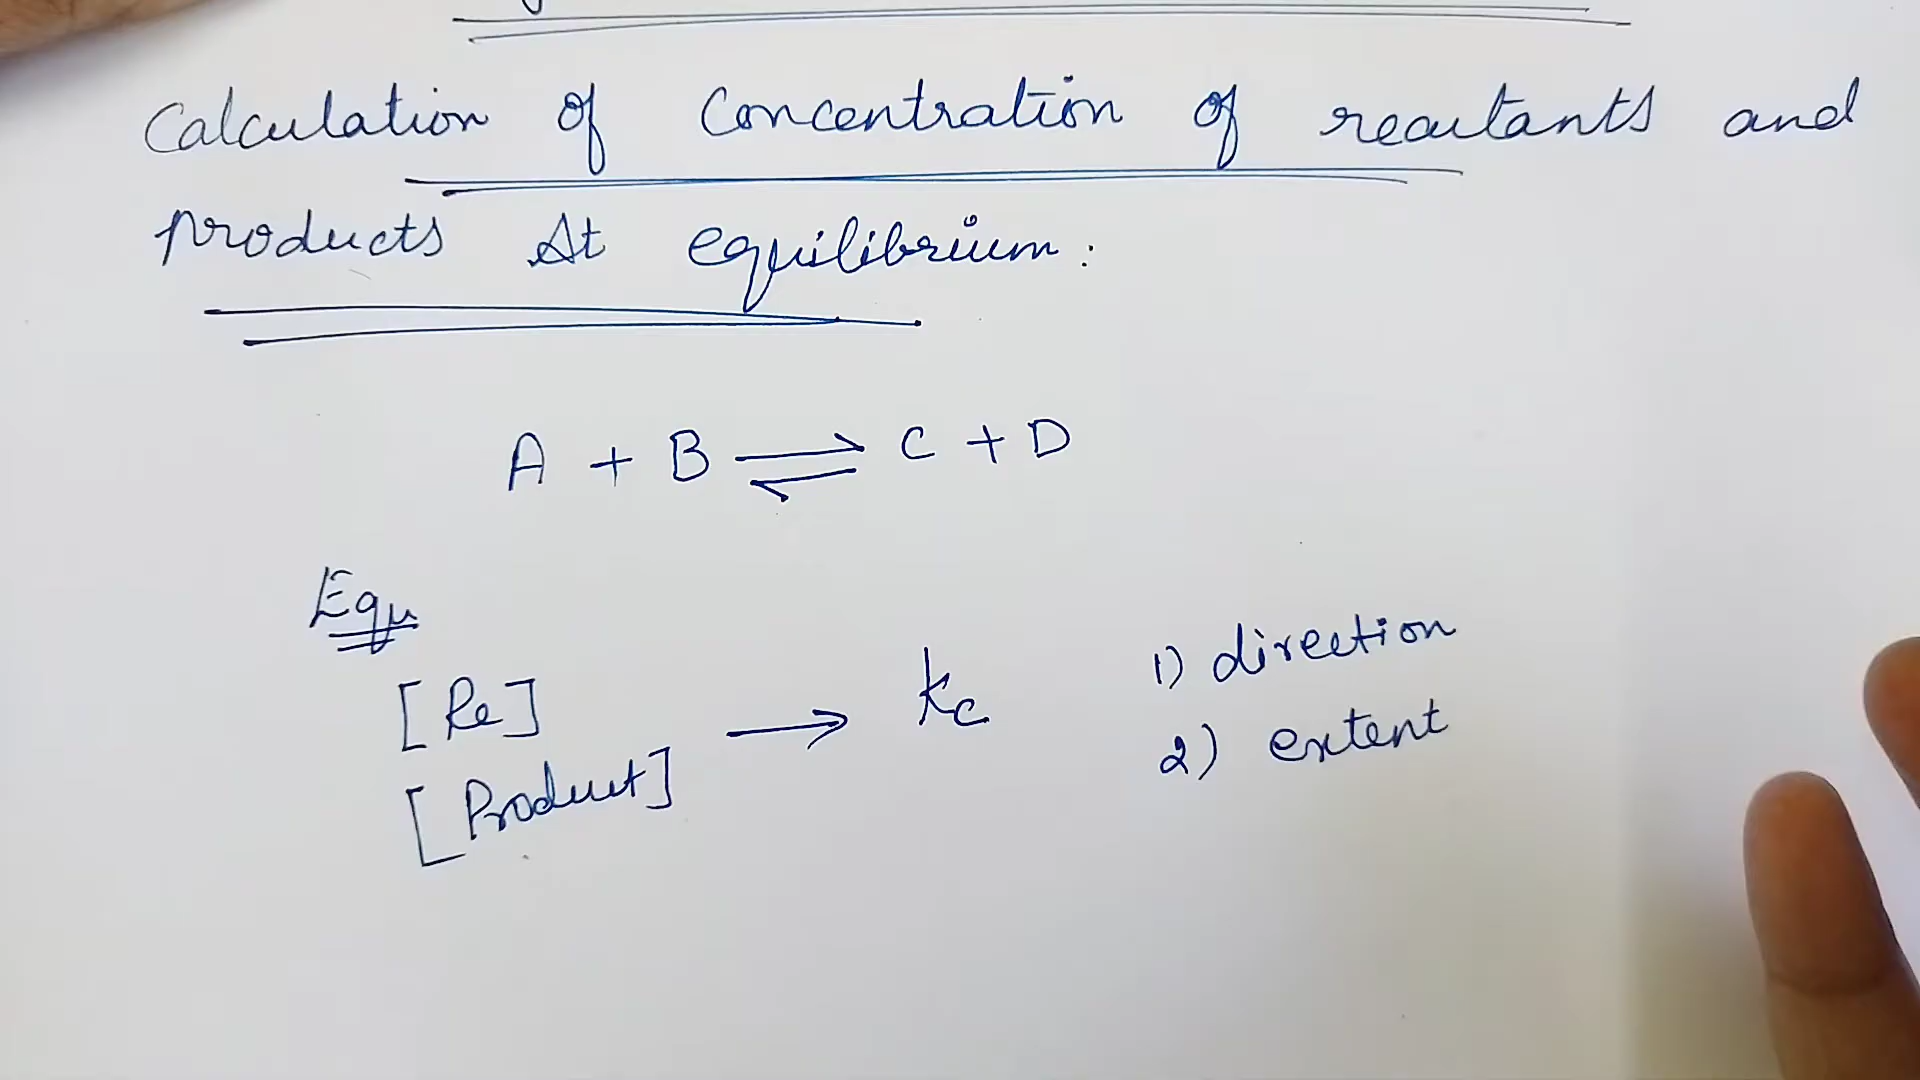 Calculation of Concentration of reactants and
products At equilibrium:
A + B ⇌ C + D
Equ
[Re]
[Product] → kc
1) direction
2) extent